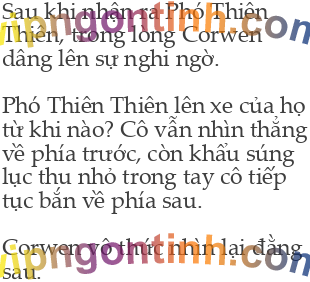 Sau khi nhận ra Phó Thiên
Thiên, trong lòng Corwen
dâng lên sự nghi ngờ.
Phó Thiên Thiên lên xe của họ
từ khi nào? Cô vẫn nhìn thẳng
về phía trước, còn khẩu súng
lục thu nhỏ trong tay cô tiếp
tục bắn về phía sau.
Corwen vô thức nhìn lại đằng
sau.
vipngontinh.com
vipngontinh.com